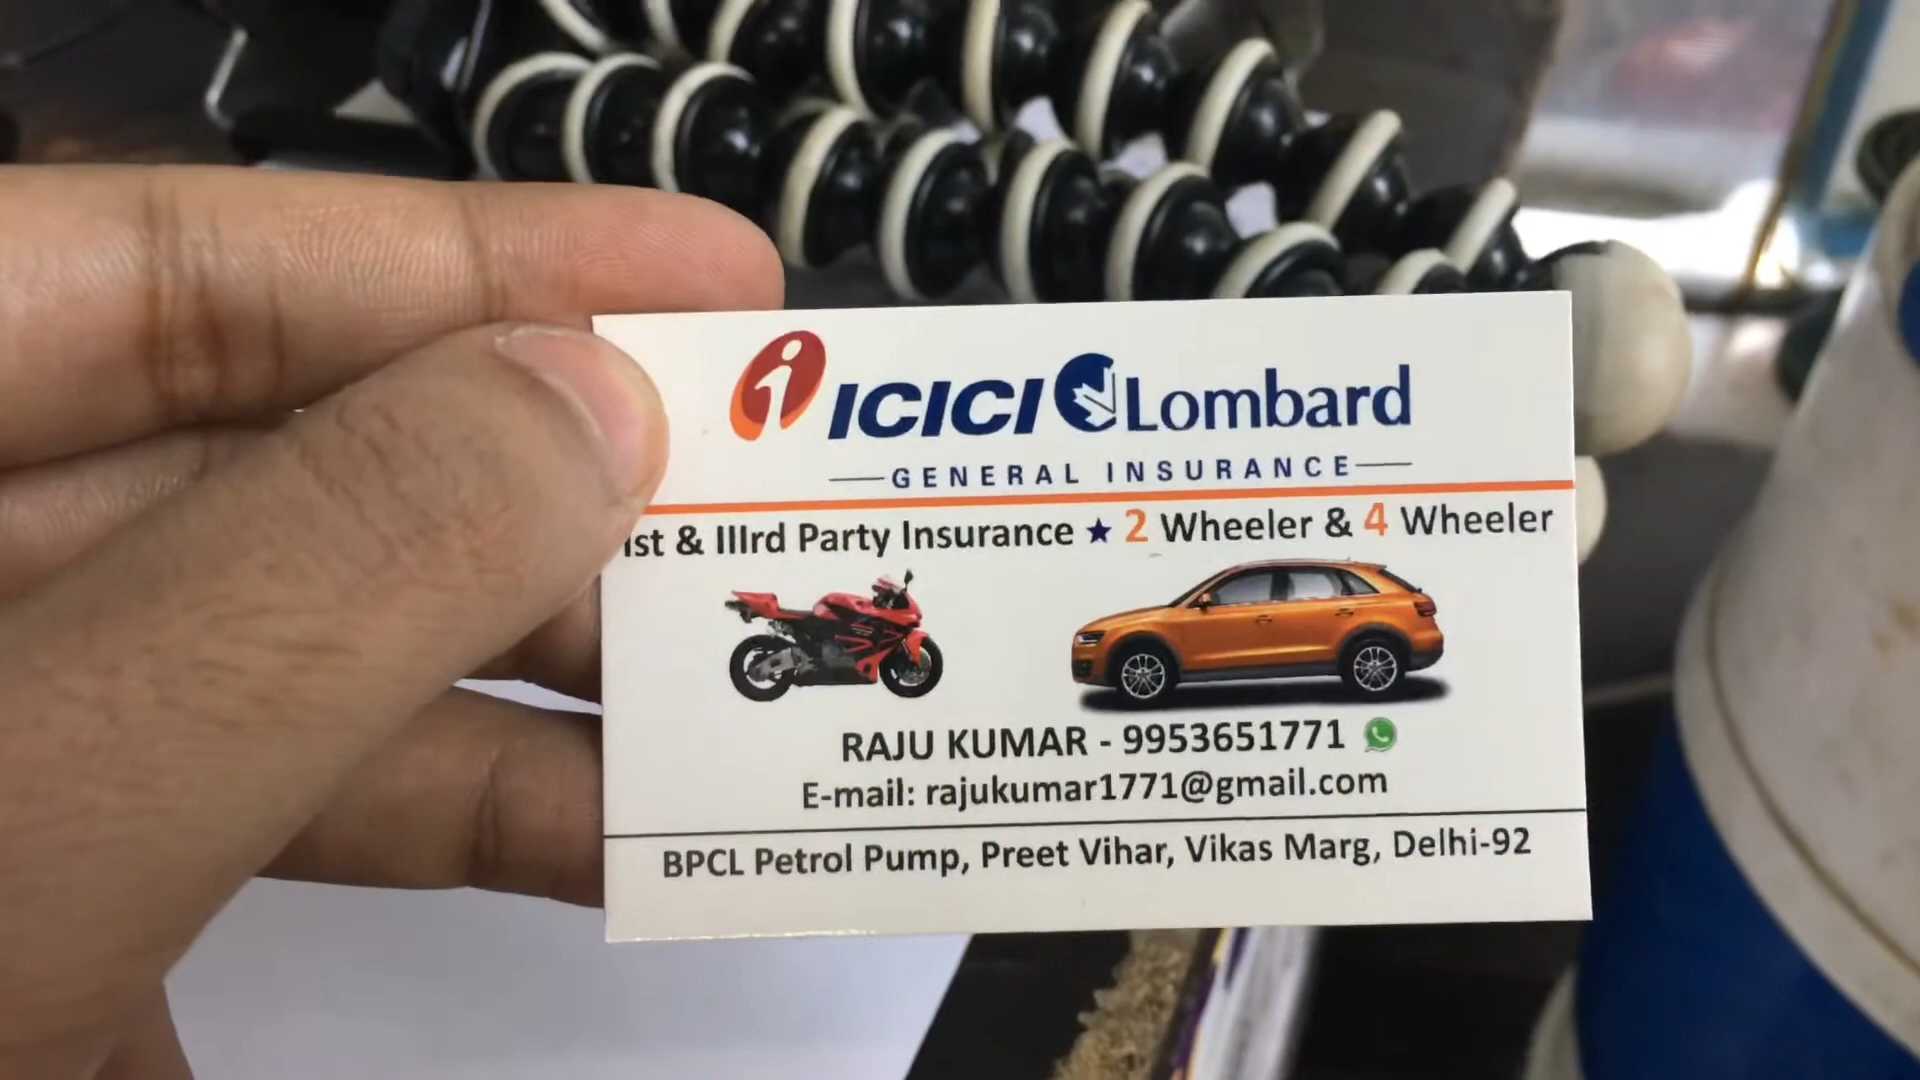 ICICI Lombard
GENERAL INSURANCE
Ist & IIIrd Party Insurance ★ 2 Wheeler & 4 Wheeler
RAJU KUMAR - 9953651771
E-mail: rajukumar1771@gmail.com
BPCL Petrol Pump, Preet Vihar, Vikas Marg, Delhi-92